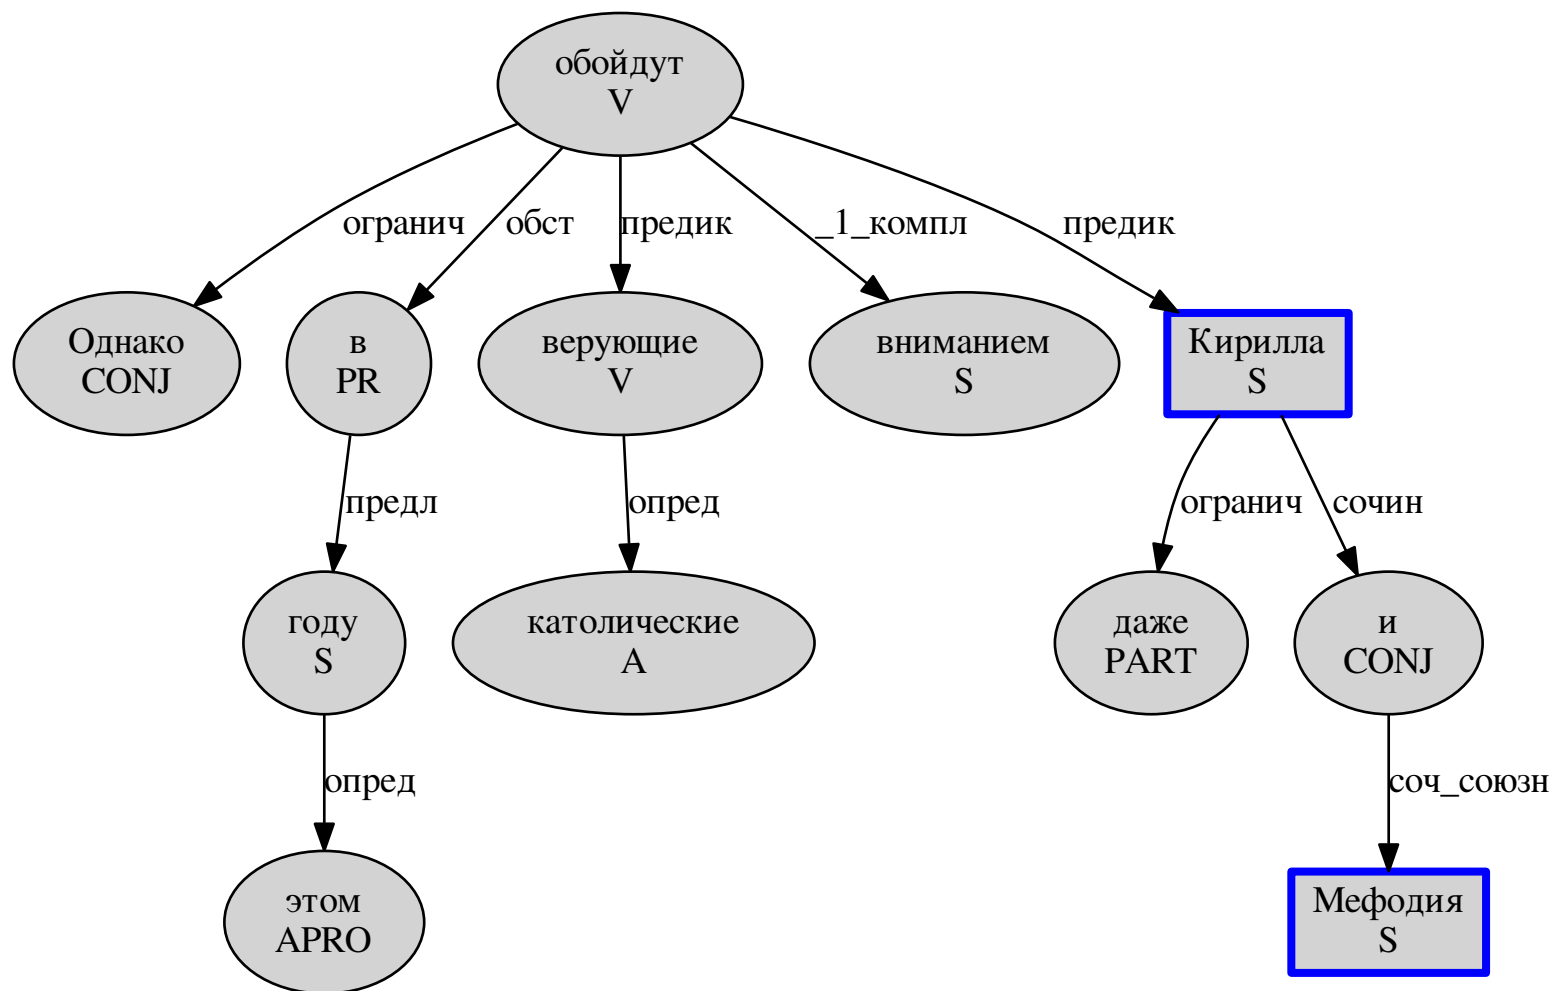 обойдут
V
огранич
обст
предик
_1_компл
предик
Однако
CONJ
в
PR
верующие
V
вниманием
S
Кирилла
S
предл
опред
огранич
сочин
году
S
католические
A
даже
PART
и
CONJ
опред
соч_союзн
этом
APRO
Мефодия
S